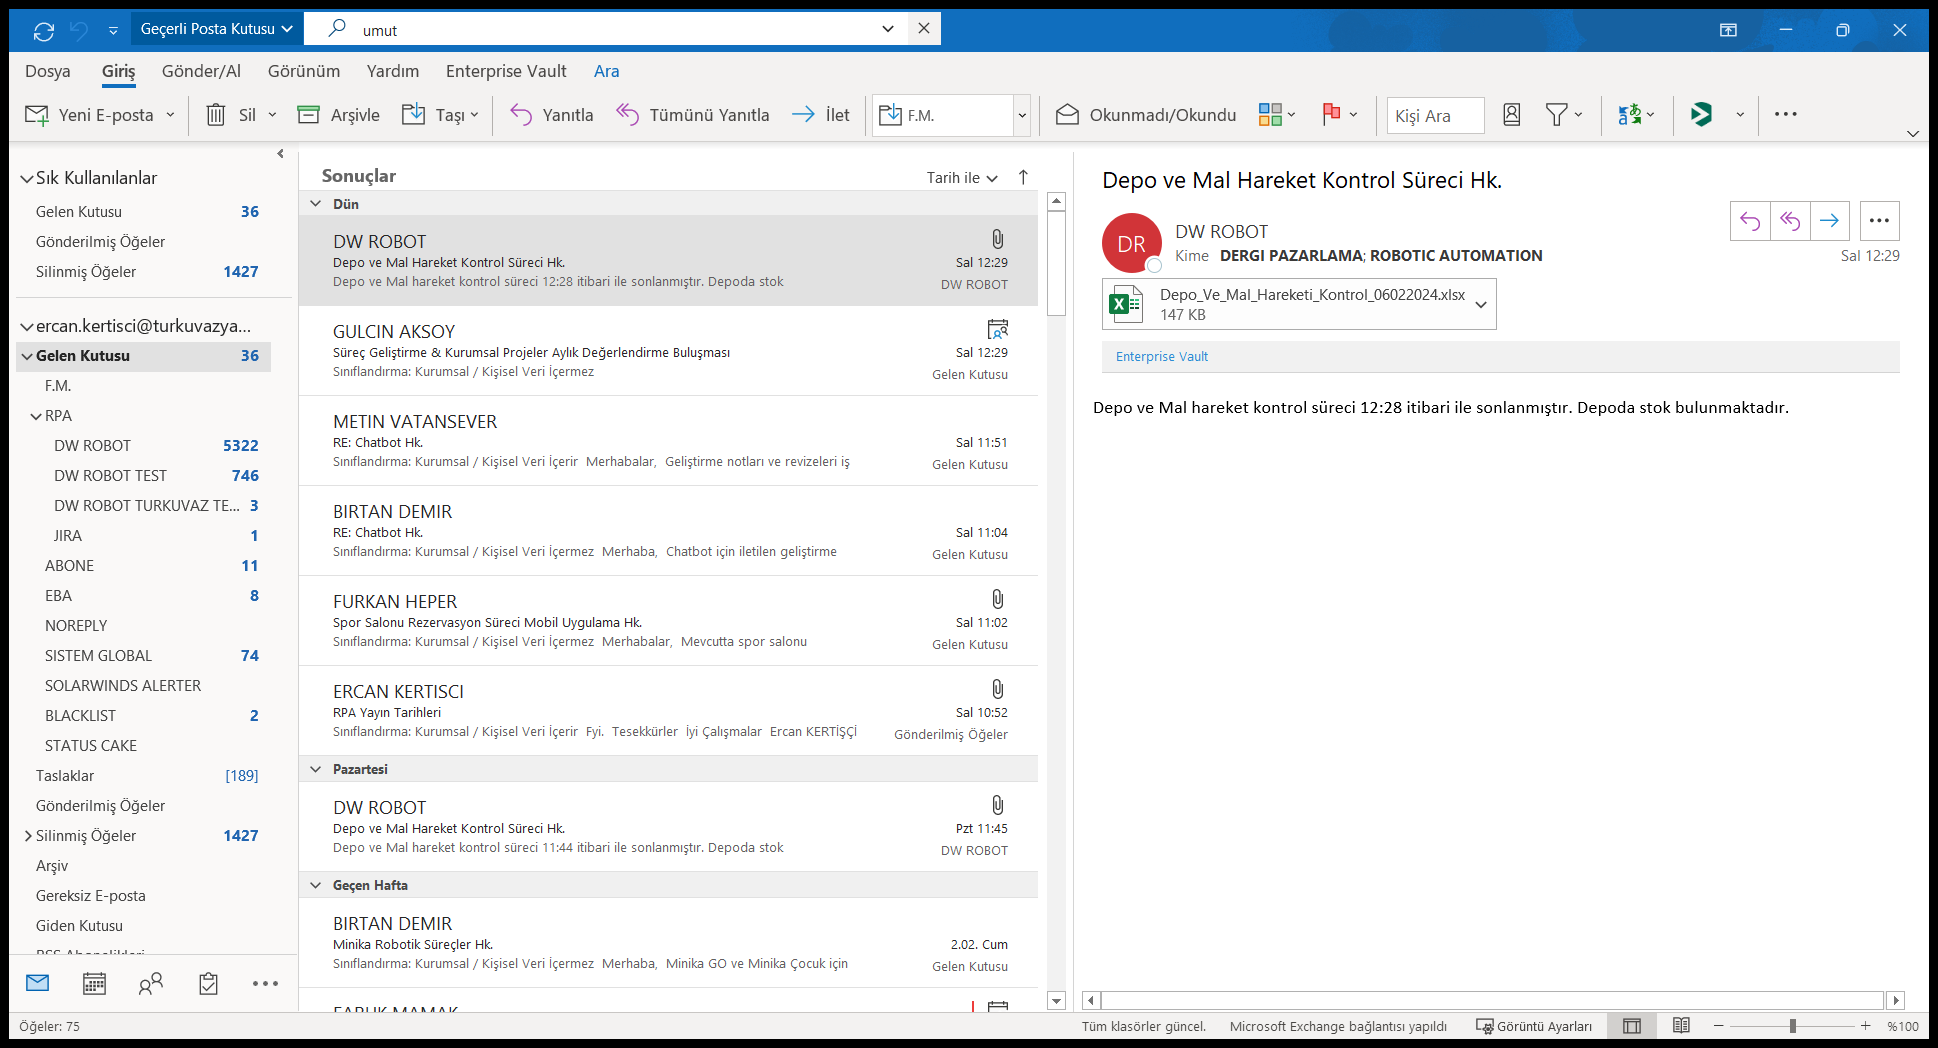 Geçerli Posta Kutusu
umut
Dosya Giriş Gönder/Al Görünüm Yardım Enterprise Vault Ara
Yeni E-posta Sil Arşivle Taşı Yanıtla Tümünü Yanıtla İlet F.M. Okunmadı/Okundu Kişi Ara
Sık Kullanılanlar
Gelen Kutusu 36
Gönderilmiş Öğeler
Silinmiş Öğeler 1427
ercan.kertisci@turkuvazya...
Gelen Kutusu 36
F.M.
RPA
DW ROBOT 5322
DW ROBOT TEST 746
DW ROBOT TURKUVAZ TE... 3
JIRA 1
ABONE 11
EBA 8
NOREPLY
SISTEM GLOBAL 74
SOLARWINDS ALERTER
BLACKLIST 2
STATUS CAKE
Taslaklar [189]
Gönderilmiş Öğeler
Silinmiş Öğeler 1427
Arşiv
Gereksiz E-posta
Giden Kutusu
RSS Abonelikleri
Sonuçlar Tarih ile
Dün
DW ROBOT
Depo ve Mal Hareket Kontrol Süreci Hk. Sal 12:29
Depo ve Mal hareket kontrol süreci 12:28 itibari ile sonlanmıştır. Depoda stok DW ROBOT
GULCIN AKSOY
Süreç Geliştirme & Kurumsal Projeler Aylık Değerlendirme Buluşması Sal 12:29
Sınıflandırma: Kurumsal / Kişisel Veri İçermez Gelen Kutusu
METIN VATANSEVER
RE: Chatbot Hk. Sal 11:51
Sınıflandırma: Kurumsal / Kişisel Veri İçerir Merhabalar, Geliştirme notları ve revizeleri iş Gelen Kutusu
BIRTAN DEMIR
RE: Chatbot Hk. Sal 11:04
Sınıflandırma: Kurumsal / Kişisel Veri İçermez Merhaba, Chatbot için iletilen geliştirme Gelen Kutusu
FURKAN HEPER
Spor Salonu Rezervasyon Süreci Mobil Uygulama Hk. Sal 11:02
Sınıflandırma: Kurumsal / Kişisel Veri İçermez Merhabalar, Mevcutta spor salonu Gelen Kutusu
ERCAN KERTISCI
RPA Yayın Tarihleri Sal 10:52
Sınıflandırma: Kurumsal / Kişisel Veri İçerir Fyi. Tesekkürler İyi Çalışmalar Ercan KERTİŞÇİ Gönderilmiş Öğeler
Pazartesi
DW ROBOT
Depo ve Mal Hareket Kontrol Süreci Hk. Pzt 11:45
Depo ve Mal hareket kontrol süreci 11:44 itibari ile sonlanmıştır. Depoda stok DW ROBOT
Geçen Hafta
BIRTAN DEMIR
Minika Robotik Süreçler Hk. 2.02. Cum
Sınıflandırma: Kurumsal / Kişisel Veri İçermez Merhaba, Minika GO ve Minika Çocuk için Gelen Kutusu
FARUK MAMAK
Depo ve Mal Hareket Kontrol Süreci Hk.
DR
DW ROBOT
Kime DERGI PAZARLAMA; ROBOTIC AUTOMATION Sal 12:29
Depo_Ve_Mal_Hareketi_Kontrol_06022024.xlsx
147 KB
Enterprise Vault
Depo ve Mal hareket kontrol süreci 12:28 itibari ile sonlanmıştır. Depoda stok bulunmaktadır.
Öğeler: 75 Tüm klasörler güncel. Microsoft Exchange bağlantısı yapıldı Görüntü Ayarları %100